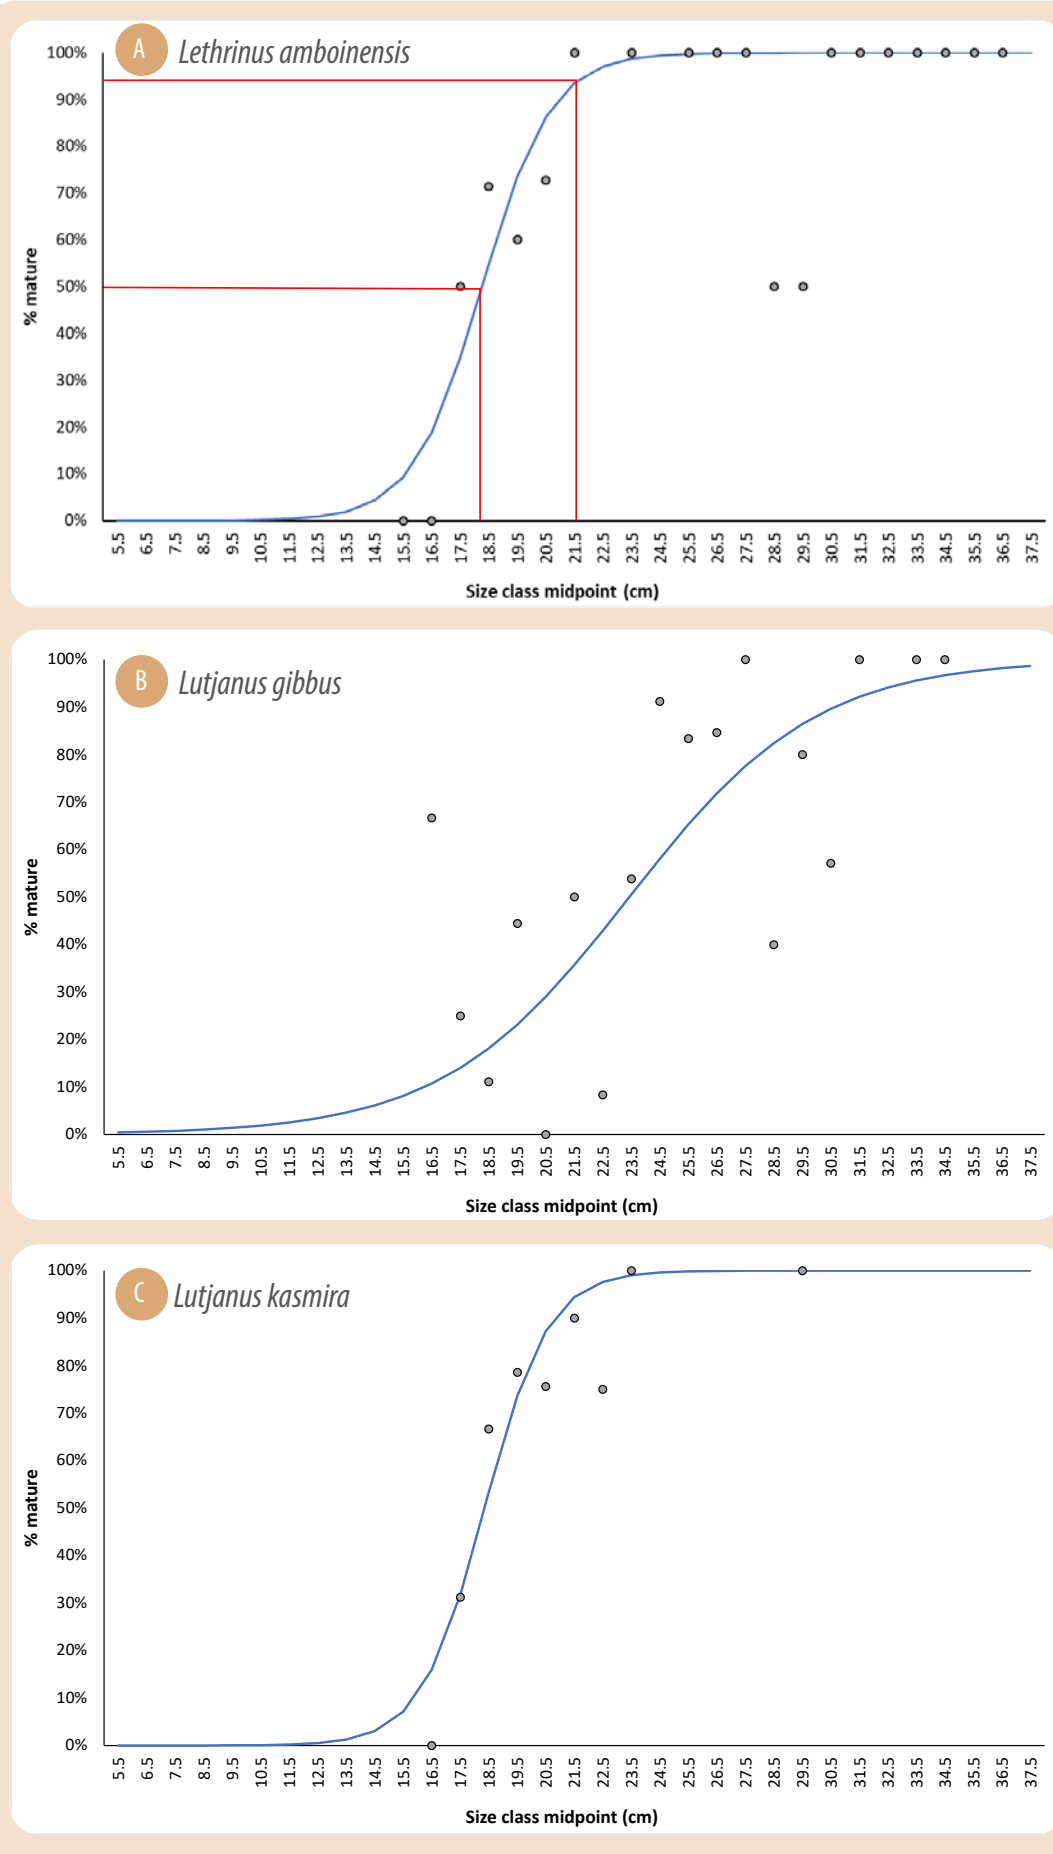 A Lethrinus amboinensis
100%
90%
80%
70%
60%
50%
40%
30%
20%
10%
0%
% mature
5.5 6.5 7.5 8.5 9.5 10.5 11.5 12.5 13.5 14.5 15.5 16.5 17.5 18.5 19.5 20.5 21.5 22.5 23.5 24.5 25.5 26.5 27.5 28.5 29.5 30.5 31.5 32.5 33.5 34.5 35.5 36.5 37.5
Size class midpoint (cm)
B Lutjanus gibbus
100%
90%
80%
70%
60%
50%
40%
30%
20%
10%
0%
% mature
5.5 6.5 7.5 8.5 9.5 10.5 11.5 12.5 13.5 14.5 15.5 16.5 17.5 18.5 19.5 20.5 21.5 22.5 23.5 24.5 25.5 26.5 27.5 28.5 29.5 30.5 31.5 32.5 33.5 34.5 35.5 36.5 37.5
Size class midpoint (cm)
C Lutjanus kasmira
100%
90%
80%
70%
60%
50%
40%
30%
20%
10%
0%
% mature
5.5 6.5 7.5 8.5 9.5 10.5 11.5 12.5 13.5 14.5 15.5 16.5 17.5 18.5 19.5 20.5 21.5 22.5 23.5 24.5 25.5 26.5 27.5 28.5 29.5 30.5 31.5 32.5 33.5 34.5 35.5 36.5 37.5
Size class midpoint (cm)